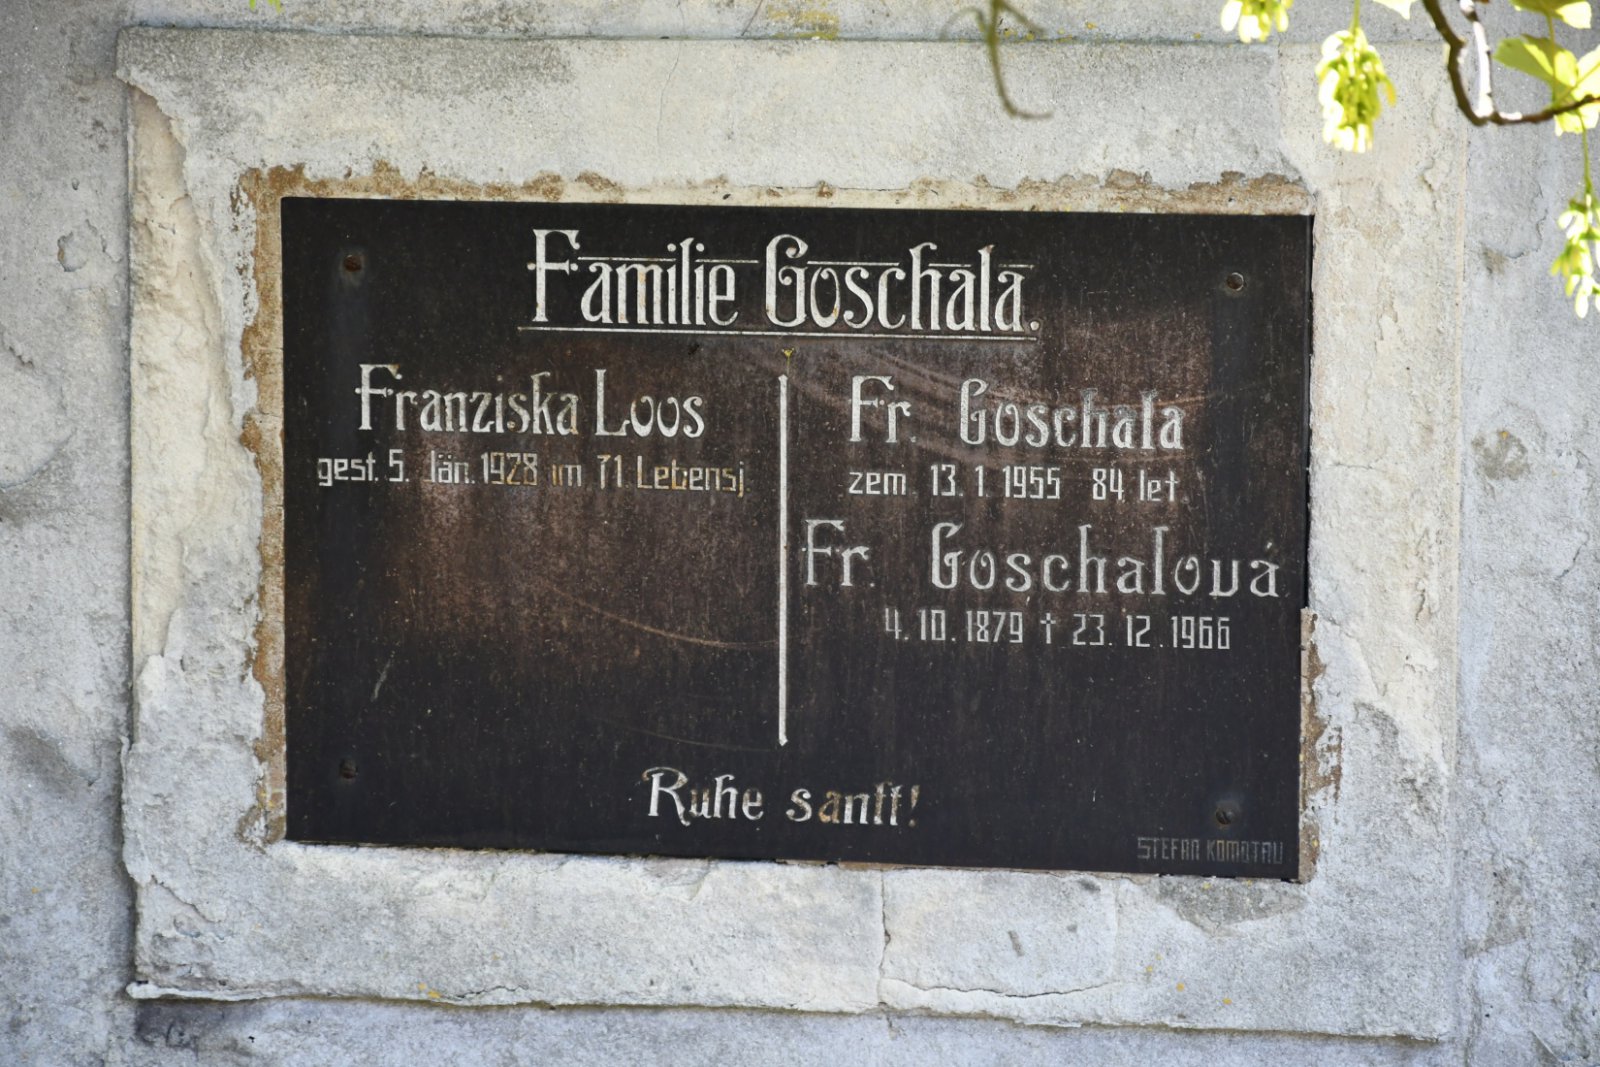 Familie Goschala.
Franziska Loos
gest. 5. Jän. 1928 im 71. Lebensj
Fr. Goschala
zem. 13. 1. 1955 84 let
Fr. Goschalová
4. 10. 1879 † 23. 12. 1966
Ruhe sanft!
STEFAN KOMOTAU